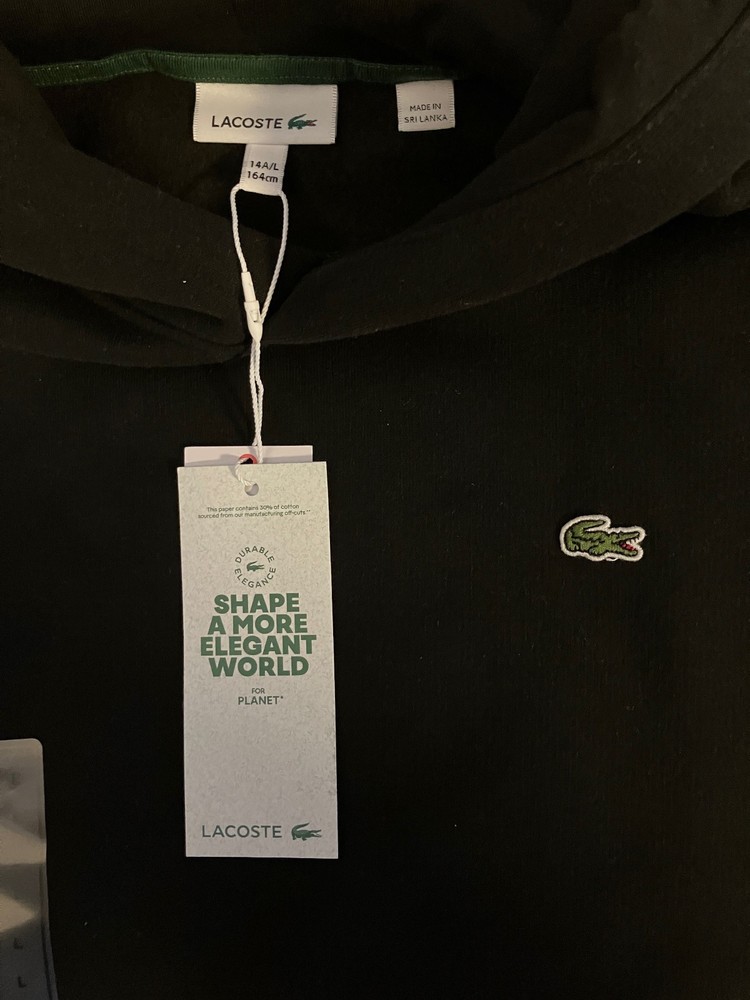 LACOSTE
MADE IN
SRI LANKA
14A/L
164cm
This paper contains 30% of cotton
sourced from our manufacturing off-cuts.**
DURABLE
ELEGANCE
SHAPE
A MORE
ELEGANT
WORLD
FOR
PLANET*
LACOSTE
L
L